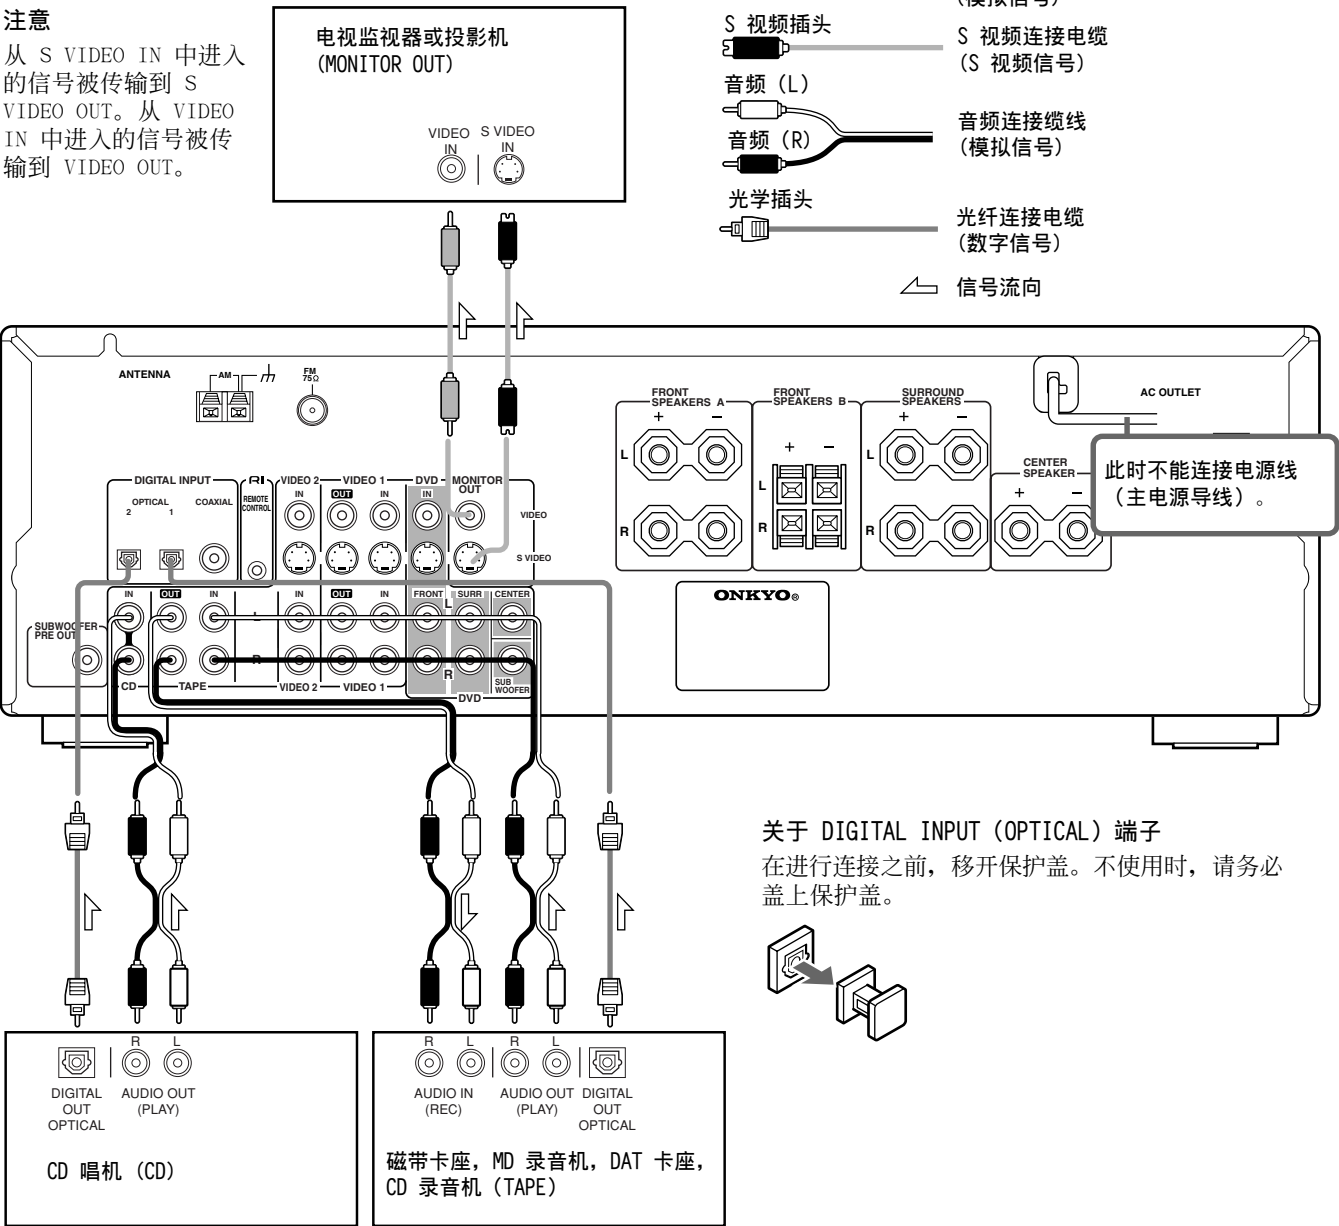 注意
从 S VIDEO IN 中进入
的信号被传输到 S
VIDEO OUT。从 VIDEO
IN 中进入的信号被传
输到 VIDEO OUT。
电视监视器或投影机
(MONITOR OUT)
VIDEO IN
S VIDEO IN
(模拟信号)
S 视频插头
S 视频连接电缆
(S 视频信号)
音频 (L)
音频 (R)
音频连接缆线
(模拟信号)
光学插头
光纤连接电缆
(数字信号)
信号流向
ANTENNA
AM
FM
75Ω
FRONT
SPEAKERS A
FRONT
SPEAKERS B
SURROUND
SPEAKERS
AC OUTLET
+ −
+ −
+ −
L
L
L
R
R
R
CENTER
SPEAKER
+ −
此时不能连接电源线
(主电源导线)。
DIGITAL INPUT
OPTICAL
2 1
COAXIAL
RI
REMOTE
CONTROL
VIDEO 2
VIDEO 1
DVD
MONITOR
OUT
IN
OUT
IN
IN
VIDEO
S VIDEO
IN
OUT
IN
IN
OUT
IN
FRONT
SURR
CENTER
L
L
SUBWOOFER
PRE OUT
R
R
SUB
WOOFER
CD
TAPE
VIDEO 2
VIDEO 1
DVD
ONKYO
关于 DIGITAL INPUT (OPTICAL) 端子
在进行连接之前，移开保护盖。不使用时，请务必
盖上保护盖。
R L
DIGITAL
OUT
OPTICAL
AUDIO OUT
(PLAY)
CD 唱机 (CD)
R L R L
AUDIO IN
(REC)
AUDIO OUT
(PLAY)
DIGITAL
OUT
OPTICAL
磁带卡座，MD 录音机，DAT 卡座，
CD 录音机 (TAPE)